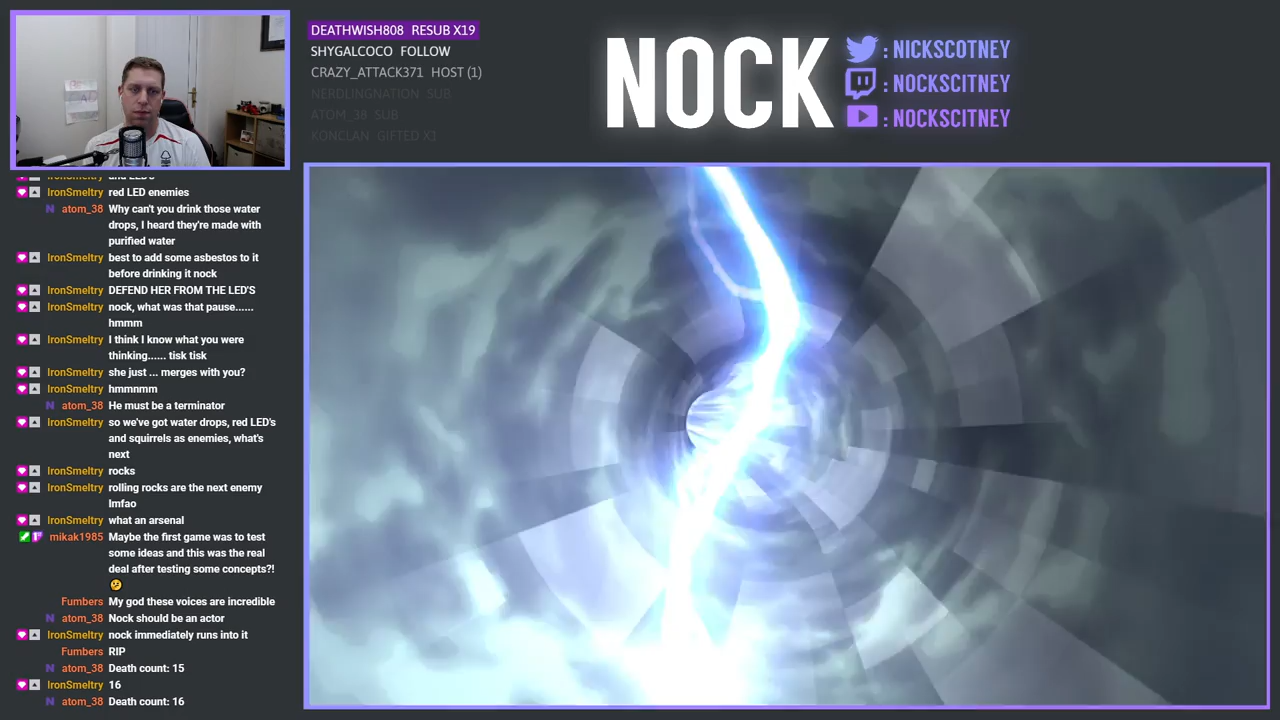 DEATHWISH808 RESUB X19
SHYGALCOCO FOLLOW
CRAZY_ATTACK371 HOST (1)
NERDLINGNATION SUB
ATOM_38 SUB
KONCLAN GIFTED X1
NOCK
: NICKSCOTNEY
: NOCKSCITNEY
: NOCKSCITNEY
IronSmeltry and LED's
IronSmeltry red LED enemies
atom_38 Why can't you drink those water
drops, I heard they're made with
purified water
IronSmeltry best to add some asbestos to it
before drinking it nock
IronSmeltry DEFEND HER FROM THE LED'S
IronSmeltry nock, what was that pause......
hmmm
IronSmeltry I think I know what you were
thinking...... tisk tisk
IronSmeltry she just ... merges with you?
IronSmeltry hmmnmm
atom_38 He must be a terminator
IronSmeltry so we've got water drops, red LED's
and squirrels as enemies, what's
next
IronSmeltry rocks
IronSmeltry rolling rocks are the next enemy
lmfao
IronSmeltry what an arsenal
mikak1985 Maybe the first game was to test
some ideas and this was the real
deal after testing some concepts?!
Fumbers My god these voices are incredible
atom_38 Nock should be an actor
IronSmeltry nock immediately runs into it
Fumbers RIP
atom_38 Death count: 15
IronSmeltry 16
atom_38 Death count: 16